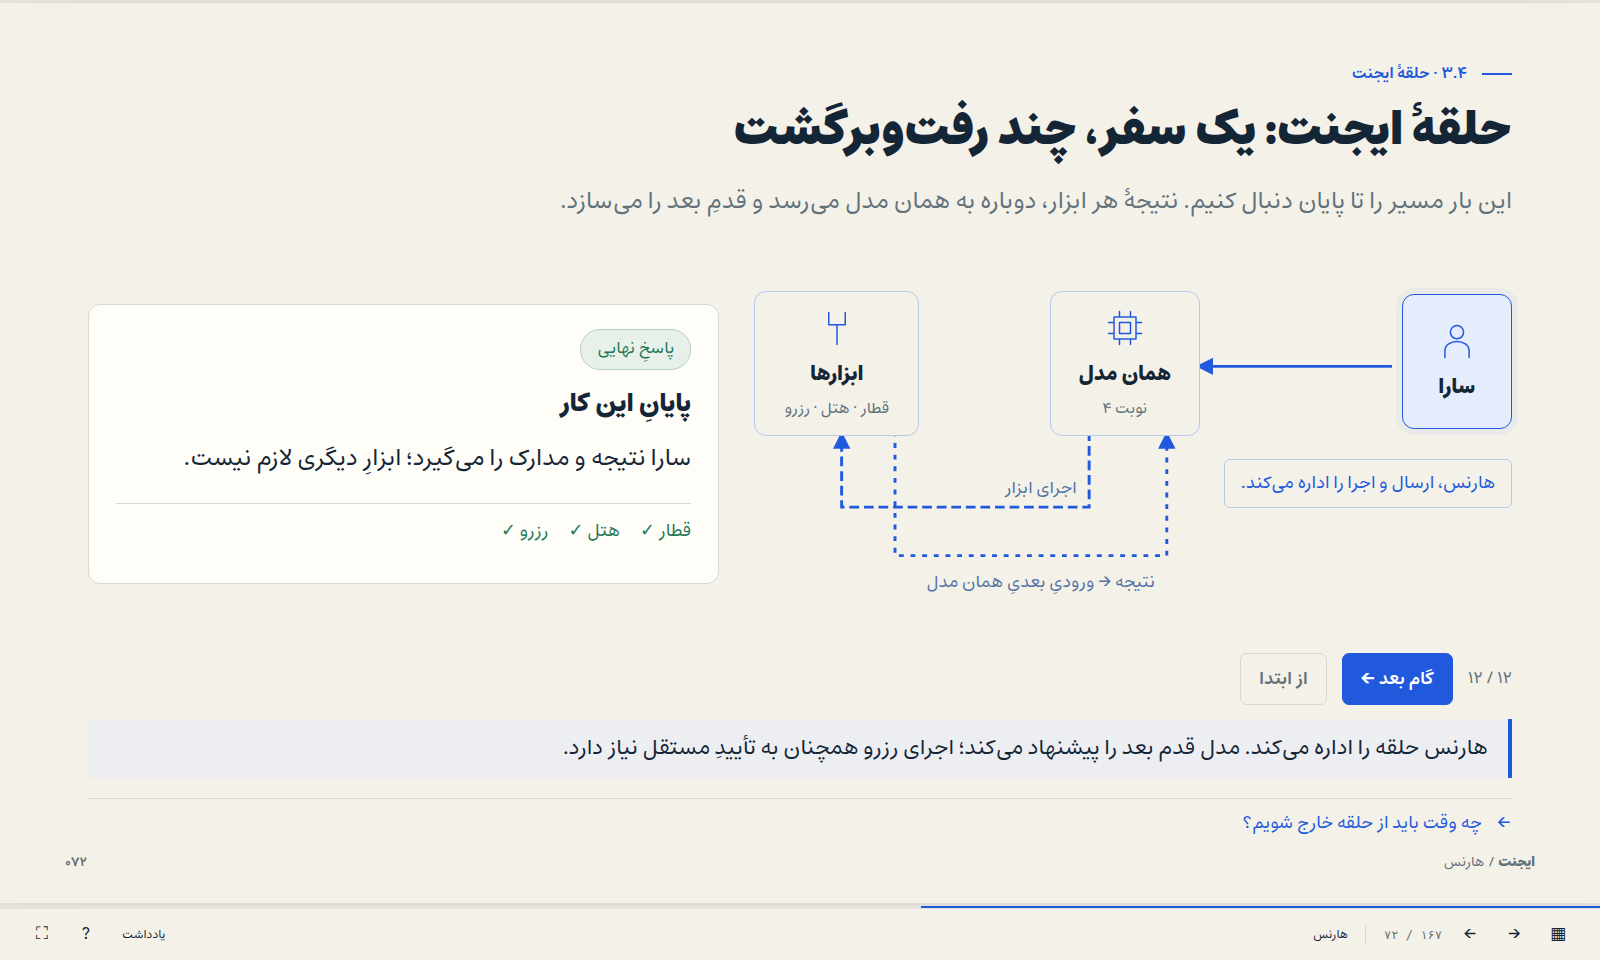 ۳.۴ · حلقهٔ ایجنت
حلقهٔ ایجنت: یک سفر، چند رفت‌وبرگشت
این بار مسیر را تا پایان دنبال کنیم. نتیجهٔ هر ابزار، دوباره به همان مدل می‌رسد و قدمِ بعد را می‌سازد.
سارا
همان مدل
نوبت ۴
ابزارها
قطار · هتل · رزرو
هارنس، ارسال و اجرا را اداره می‌کند.
اجرای ابزار
نتیجه → ورودیِ بعدیِ همان مدل
پاسخِ نهایی
پایانِ این کار
سارا نتیجه و مدارک را می‌گیرد؛ ابزارِ دیگری لازم نیست.
قطار ✓ هتل ✓ رزرو ✓
۱۲ / ۱۲
گام بعد ←
از ابتدا
هارنس حلقه را اداره می‌کند. مدل قدم بعد را پیشنهاد می‌کند؛ اجرای رزرو همچنان به تأییدِ مستقل نیاز دارد.
← چه وقت باید از حلقه خارج شویم؟
ایجنت / هارنس
۰۷۲
▦ → ←
۷۲ / ۱۶۷
هارنس
یادداشت
?